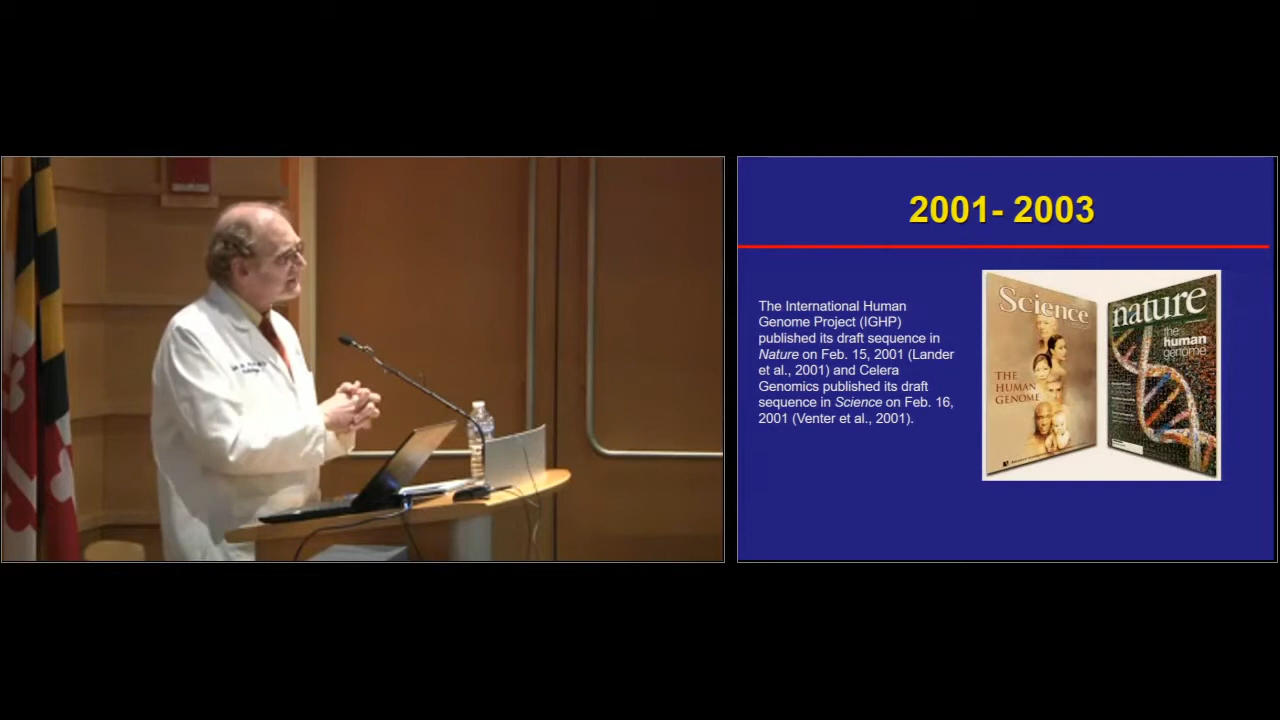 2001- 2003
The International Human
Genome Project (IGHP)
published its draft sequence in
Nature on Feb. 15, 2001 (Lander
et al., 2001) and Celera
Genomics published its draft
sequence in Science on Feb. 16,
2001 (Venter et al., 2001).
Science
THE
HUMAN
GENOME
nature
the
human
genome